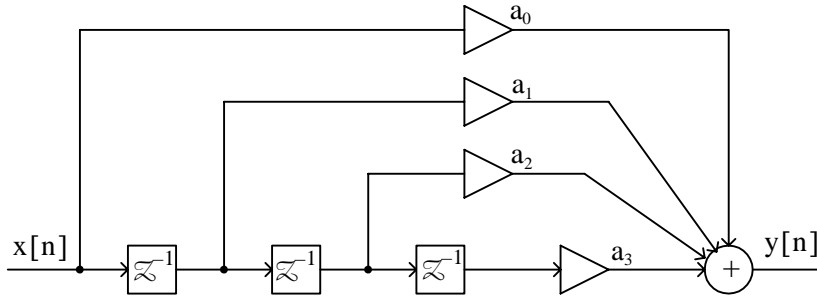 a₀
a₁
a₂
x[n]
y[n]
𝒵⁻¹
𝒵⁻¹
𝒵⁻¹
a₃
+